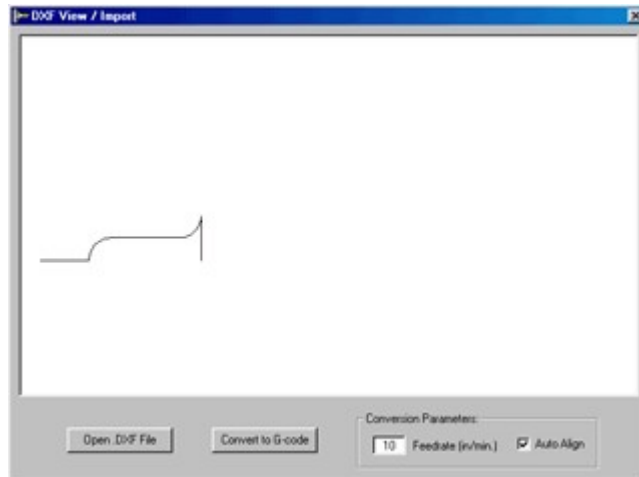 DXF View / Import
Open .DXF File
Convert to G-code
Conversion Parameters:
10 Feedrate (in/min.) Auto Align